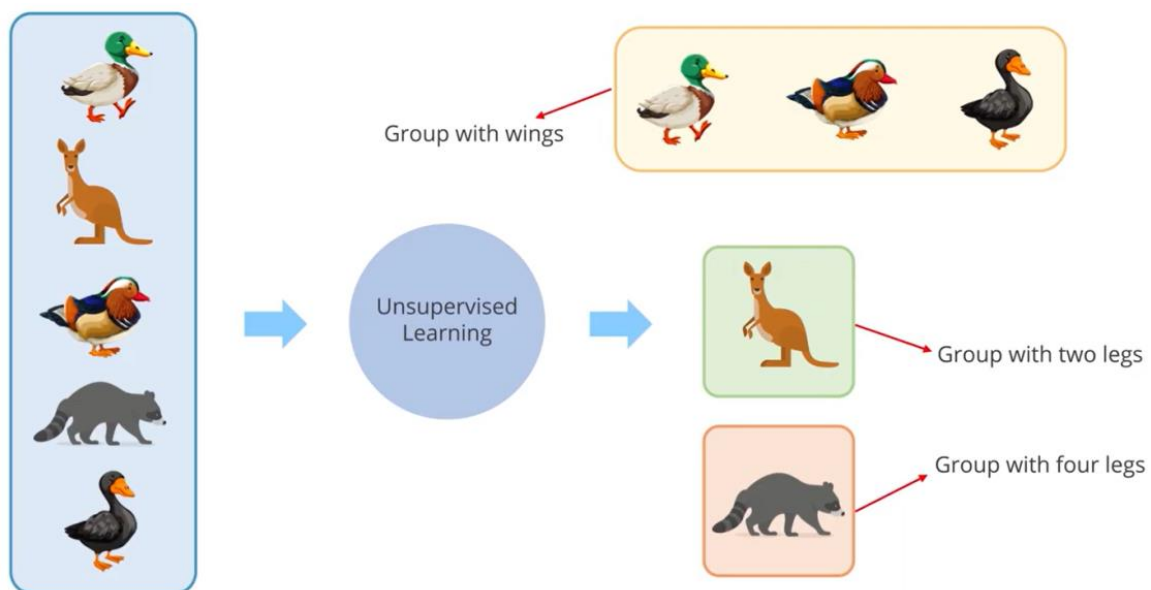 Group with wings
Unsupervised
Learning
Group with two legs
Group with four legs